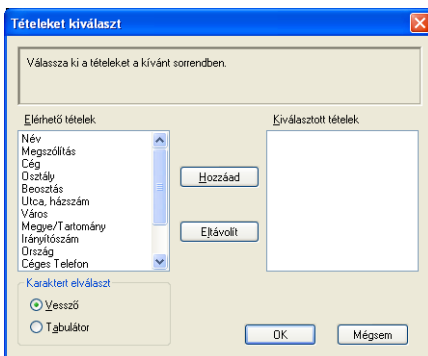 Tételeket kiválaszt
Válassza ki a tételeket a kívánt sorrendben.
Elérhető tételek
Kiválasztott tételek
Név
Megszólítás
Cég
Osztály
Beosztás
Utca, házszám
Város
Megye/Tartomány
Irányítószám
Ország
Céges Telefon
Hozzáad
Eltávolít
Karaktert elválaszt
Vessző
Tabulátor
OK
Mégsem